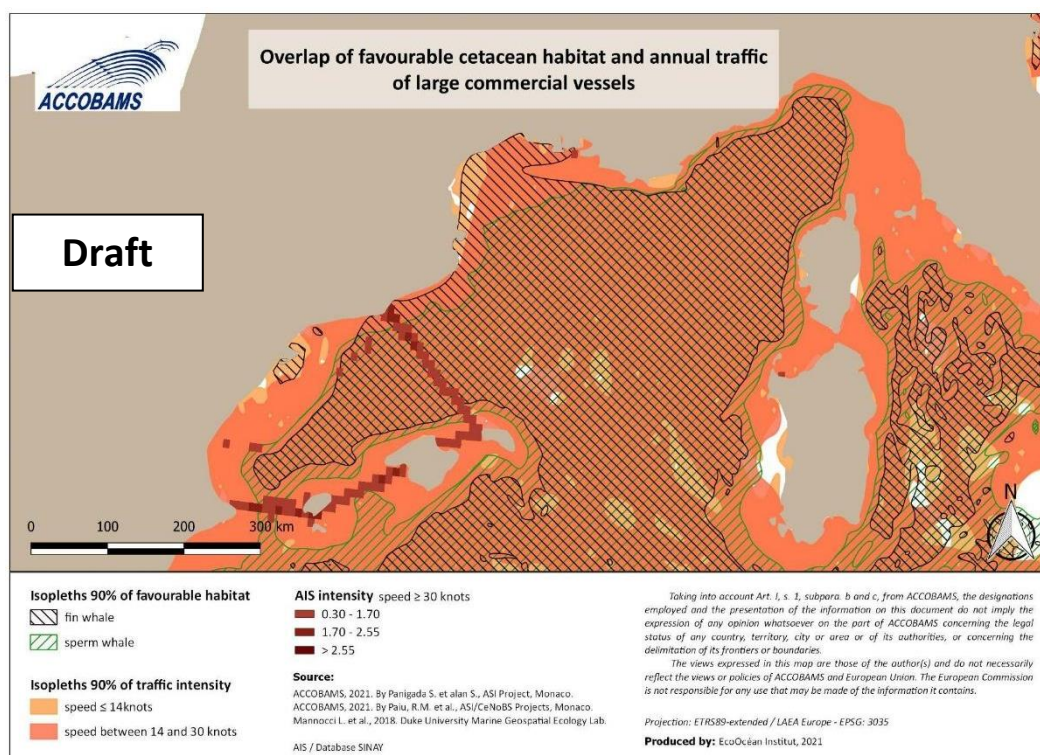 ACCOBAMS
Overlap of favourable cetacean habitat and annual traffic
of large commercial vessels
Draft
N
0 100 200 300 km
Isopleths 90% of favourable habitat
fin whale
sperm whale
Isopleths 90% of traffic intensity
speed ≤ 14knots
speed between 14 and 30 knots
AIS intensity speed ≥ 30 knots
0.30 - 1.70
1.70 - 2.55
> 2.55
Source:
ACCOBAMS, 2021. By Panigada S. et alan S., ASI Project, Monaco.
ACCOBAMS, 2021. By Paiu, R.M. et al., ASI/CeNoBS Projects, Monaco.
Mannocci L. et al., 2018. Duke University Marine Geospatial Ecology Lab.
AIS / Database SINAY
Taking into account Art. I, s. 1, subpara. b and c, from ACCOBAMS, the designations
employed and the presentation of the information on this document do not imply the
expression of any opinion whatsoever on the part of ACCOBAMS concerning the legal
status of any country, territory, city or area or of its authorities, or concerning the
delimitation of its frontiers or boundaries.
The views expressed in this map are those of the author(s) and do not necessarily
reflect the views or policies of ACCOBAMS and European Union. The European Commission
is not responsible for any use that may be made of the information it contains.
Projection: ETRS89-extended / LAEA Europe - EPSG: 3035
Produced by: EcoOcéan Institut, 2021